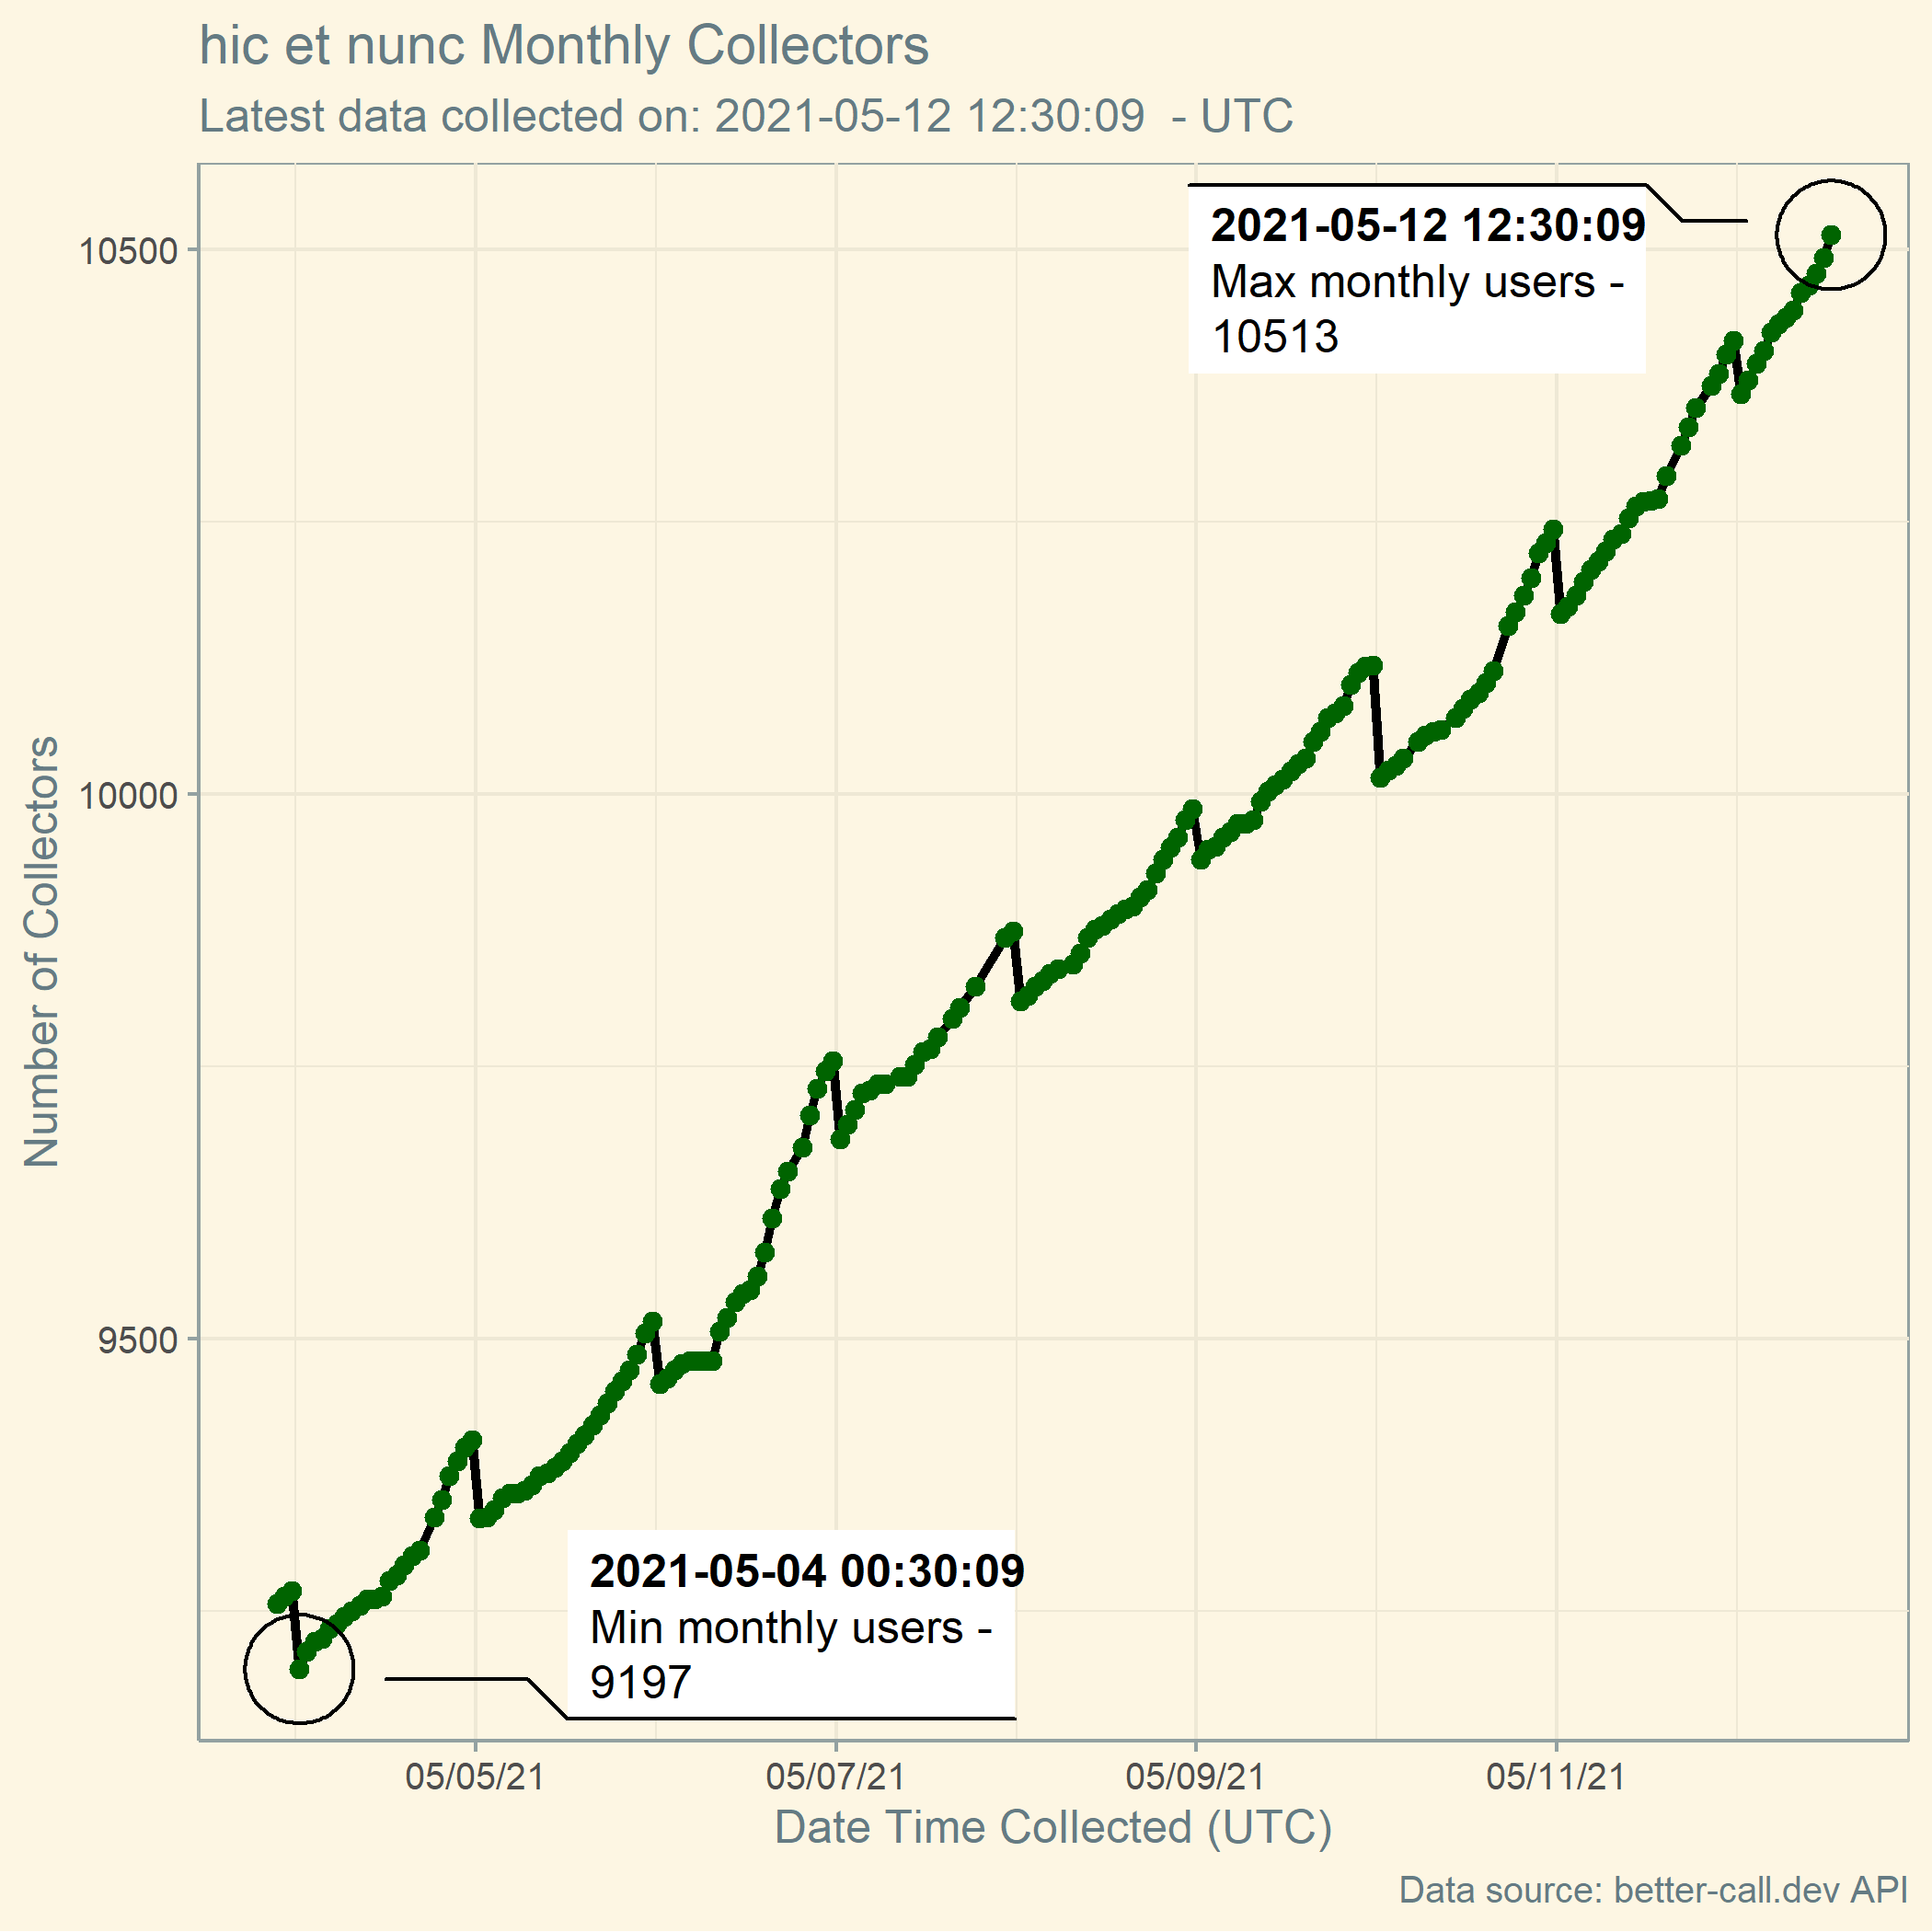 hic et nunc Monthly Collectors
Latest data collected on: 2021-05-12 12:30:09  - UTC
2021-05-12 12:30:09
Max monthly users -
10513
10500
10000
9500
Number of Collectors
2021-05-04 00:30:09
Min monthly users -
9197
05/05/21
05/07/21
05/09/21
05/11/21
Date Time Collected (UTC)
Data source: better-call.dev API